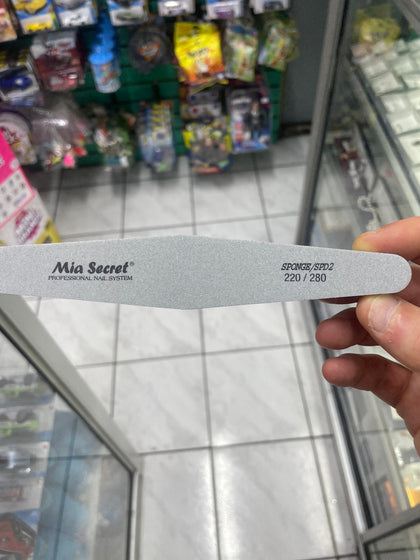 Mia Secret®
PROFESSIONAL NAIL SYSTEM
SPONGE/SPD2
220 / 280